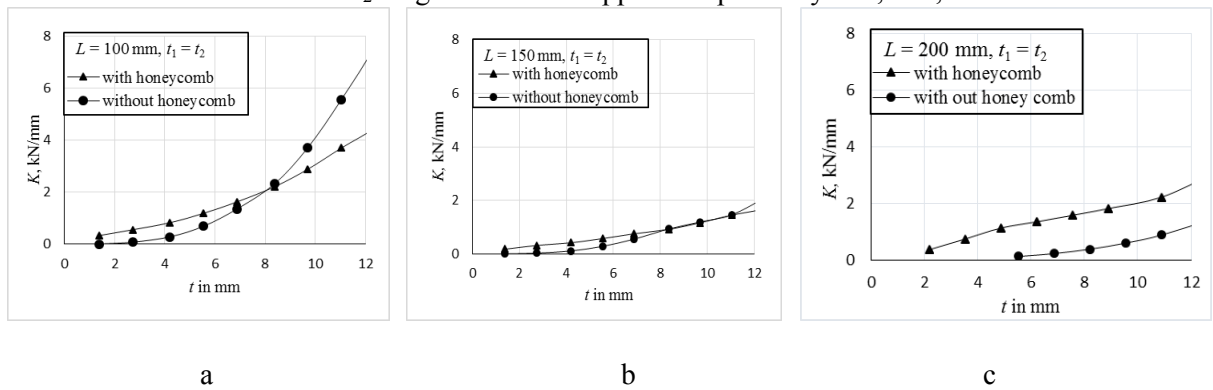 L = 100 mm, t₁ = t₂
with honeycomb
without honeycomb
8
6
4
2
0
K, kN/mm
0 2 4 6 8 10 12
t in mm
L = 150 mm, t₁ = t₂
with honeycomb
without honeycomb
8
6
4
2
0
K, kN/mm
0 2 4 6 8 10 12
t in mm
L = 200 mm, t₁ = t₂
with honeycomb
with out honey comb
8
6
4
2
0
K, kN/mm
0 2 4 6 8 10 12
t in mm
a b c